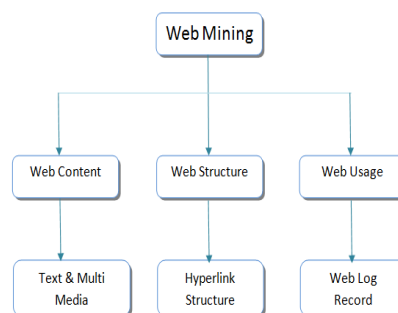 Web Mining
Web Content
Web Structure
Web Usage
Text & Multi
Media
Hyperlink
Structure
Web Log
Record